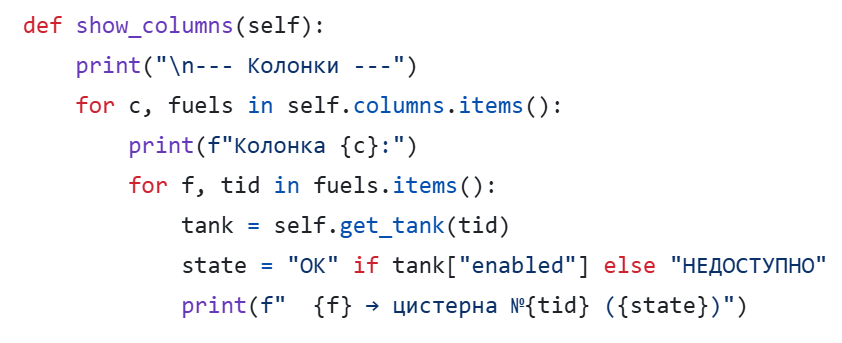 def show_columns(self):
    print("\n--- Колонки ---")
    for c, fuels in self.columns.items():
        print(f"Колонка {c}:")
        for f, tid in fuels.items():
            tank = self.get_tank(tid)
            state = "ОК" if tank["enabled"] else "НЕДОСТУПНО"
            print(f"  {f} → цистерна №{tid} ({state})")